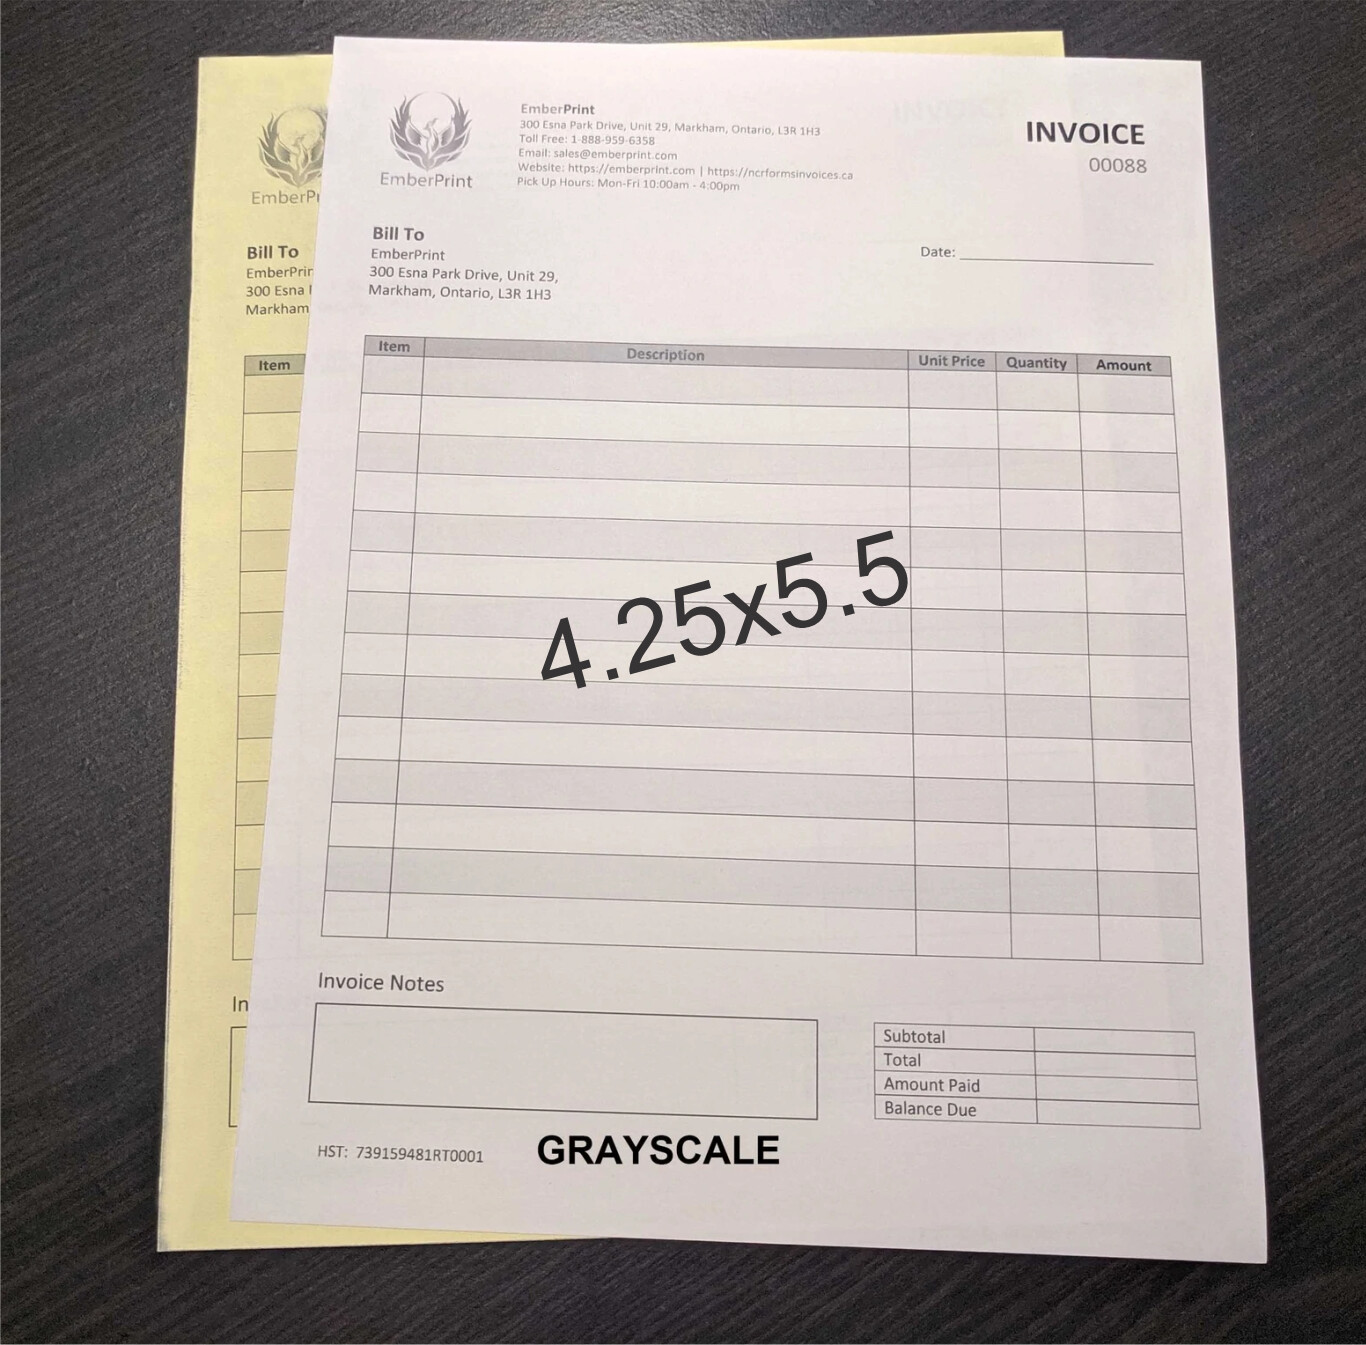 EmberPrint
300 Esna Park Drive, Unit 29, Markham, Ontario, L3R 1H3
Toll Free: 1-888-959-6358
Email: sales@emberprint.com
Website: https://emberprint.com | https://ncrformsinvoices.ca
Pick Up Hours: Mon-Fri 10:00am - 4:00pm
INVOICE
00088
EmberPrint
EmberPr
Bill To
EmberPrint
300 Esna Park Drive, Unit 29,
Markham, Ontario, L3R 1H3
Date:
Bill To
EmberPrin
300 Esna
Markham
Item Description Unit Price Quantity Amount
Item
4.25x5.5
Invoice Notes
In
Subtotal
Total
Amount Paid
Balance Due
HST: 739159481RT0001
GRAYSCALE